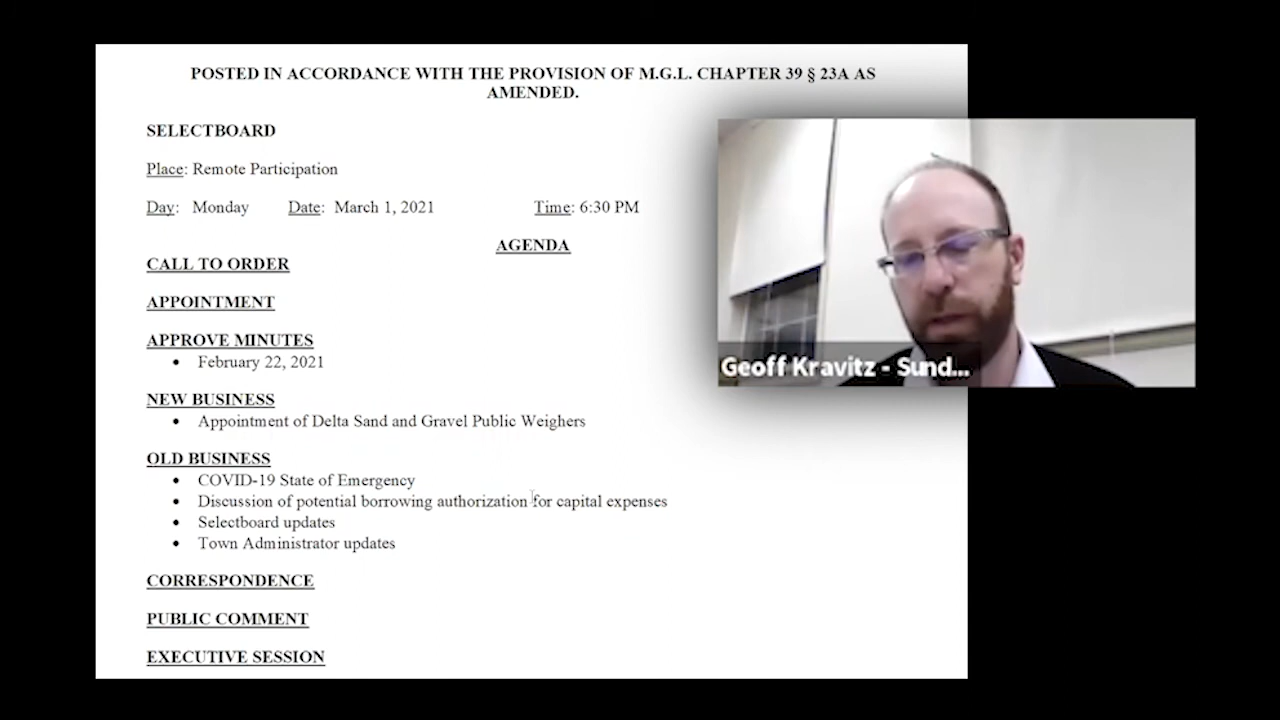 POSTED IN ACCORDANCE WITH THE PROVISION OF M.G.L. CHAPTER 39 § 23A AS
AMENDED.
SELECTBOARD
Place: Remote Participation
Day: Monday Date: March 1, 2021 Time: 6:30 PM
AGENDA
CALL TO ORDER
APPOINTMENT
APPROVE MINUTES
• February 22, 2021
NEW BUSINESS
• Appointment of Delta Sand and Gravel Public Weighers
OLD BUSINESS
• COVID-19 State of Emergency
• Discussion of potential borrowing authorization for capital expenses
• Selectboard updates
• Town Administrator updates
CORRESPONDENCE
PUBLIC COMMENT
EXECUTIVE SESSION
Geoff Kravitz - Sund...